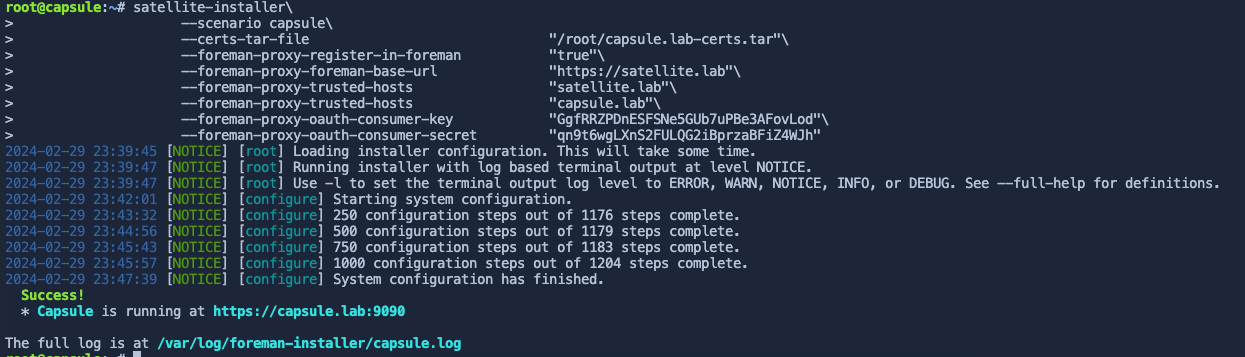 root@capsule:~# satellite-installer\
> --scenario capsule\
> --certs-tar-file "/root/capsule.lab-certs.tar"\
> --foreman-proxy-register-in-foreman "true"\
> --foreman-proxy-foreman-base-url "https://satellite.lab"\
> --foreman-proxy-trusted-hosts "satellite.lab"\
> --foreman-proxy-trusted-hosts "capsule.lab"\
> --foreman-proxy-oauth-consumer-key "GgfRRZPDnESFSNe5GUb7uPBe3AFovLod"\
> --foreman-proxy-oauth-consumer-secret "qn9t6wgLXnS2FULQG2iBprzaBFiZ4WJh"
2024-02-29 23:39:45 [NOTICE] [root] Loading installer configuration. This will take some time.
2024-02-29 23:39:47 [NOTICE] [root] Running installer with log based terminal output at level NOTICE.
2024-02-29 23:39:47 [NOTICE] [root] Use -l to set the terminal output log level to ERROR, WARN, NOTICE, INFO, or DEBUG. See --full-help for definitions.
2024-02-29 23:42:01 [NOTICE] [configure] Starting system configuration.
2024-02-29 23:43:32 [NOTICE] [configure] 250 configuration steps out of 1176 steps complete.
2024-02-29 23:44:56 [NOTICE] [configure] 500 configuration steps out of 1179 steps complete.
2024-02-29 23:45:43 [NOTICE] [configure] 750 configuration steps out of 1183 steps complete.
2024-02-29 23:45:57 [NOTICE] [configure] 1000 configuration steps out of 1204 steps complete.
2024-02-29 23:47:39 [NOTICE] [configure] System configuration has finished.
Success!
* Capsule is running at https://capsule.lab:9090
The full log is at /var/log/foreman-installer/capsule.log
root@capsule:~#